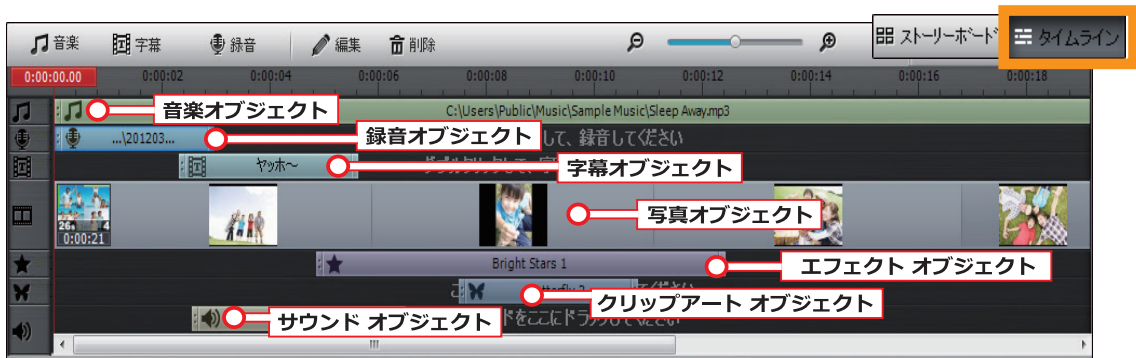 音楽 字幕 録音 編集 削除 ストーリーボード タイムライン
0:00:00.00 0:00:02 0:00:04 0:00:06 0:00:08 0:00:10 0:00:12 0:00:14 0:00:16 0:00:18
音楽オブジェクト C:\Users\Public\Music\Sample Music\Sleep Away.mp3
...\201203... 録音オブジェクト して、録音してください
ヤッホ～ 字幕オブジェクト
写真オブジェクト
0:00:21
Bright Stars 1 エフェクト オブジェクト
クリップアート オブジェクト
サウンド オブジェクト ドをここにドラッグしてください